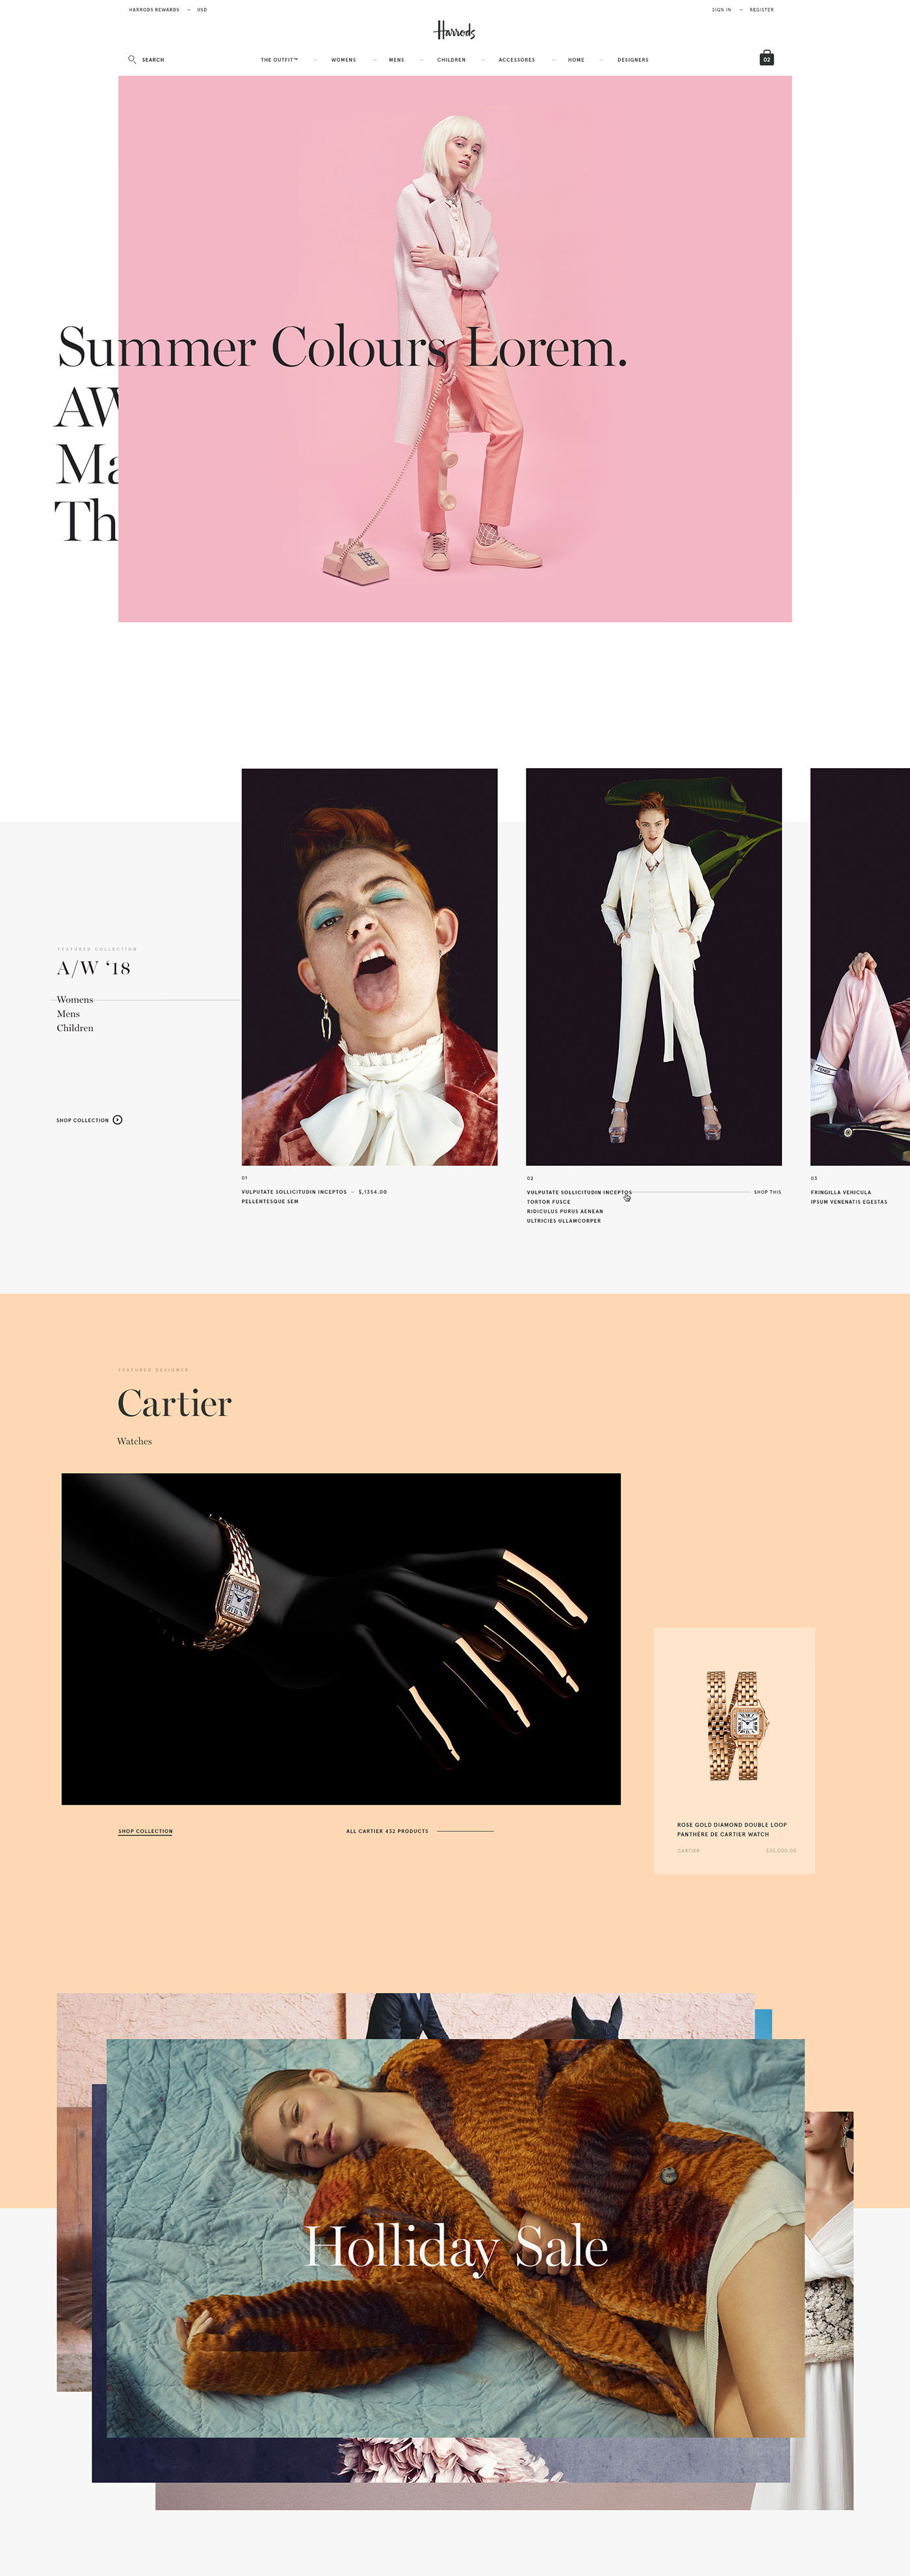 HARRODS REWARDS – USD
SIGN IN – REGISTER
Harrods
SEARCH
THE OUTFIT™ – WOMENS – MENS – CHILDREN – ACCESSORES – HOME – DESIGNERS
02
Summer Colours Lorem.
AW
Ma
Th
FEATURED COLLECTION
A/W ‘18
Womens
Mens
Children
SHOP COLLECTION
01
VULPUTATE SOLLICITUDIN INCEPTOS – $,1354.00
PELLENTESQUE SEM
02
VULPUTATE SOLLICITUDIN INCEPTOS
SHOP THIS
TORTOR FUSCE
RIDICULUS PURUS AENEAN
ULTRICIES ULLAMCORPER
FENDI
03
FRINGILLA VEHICULA
IPSUM VENENATIS EGESTAS
FEATURED DESIGNER
Cartier
Watches
SHOP COLLECTION
ALL CARTIER 432 PRODUCTS
ROSE GOLD DIAMOND DOUBLE LOOP
PANTHÈRE DE CARTIER WATCH
CARTIER
Holliday Sale